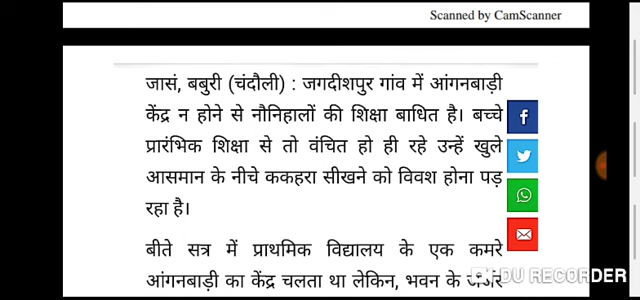 Scanned by CamScanner
जासं, बबुरी (चंदौली) : जगदीशपुर गांव में आंगनबाड़ी
केंद्र न होने से नौनिहालों की शिक्षा बाधित है। बच्चे
प्रारंभिक शिक्षा से तो वंचित हो ही रहे उन्हें खुले
आसमान के नीचे ककहरा सीखने को विवश होना पड़
रहा है।
बीते सत्र में प्राथमिक विद्यालय के एक कमरे
आंगनबाड़ी का केंद्र चलता था लेकिन, भवन के
DU RECORDER